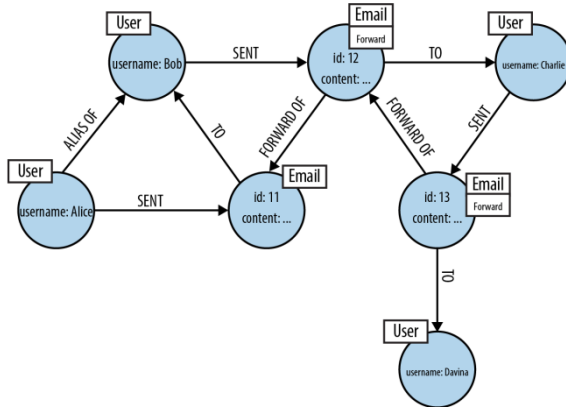 User
username: Bob
SENT
Email
Forward
id: 12
content: ...
TO
User
username: Charlie
ALIAS OF
TO
FORWARD OF
FORWARD OF
SENT
User
username: Alice
SENT
Email
id: 11
content: ...
Email
Forward
id: 13
content: ...
TO
User
username: Davina